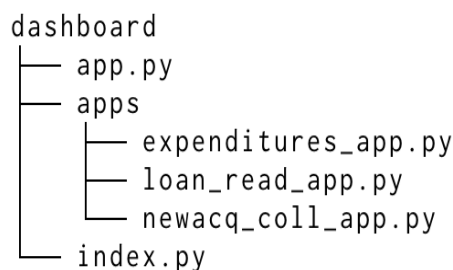 dashboard
app.py
apps
expenditures_app.py
loan_read_app.py
newacq_coll_app.py
index.py